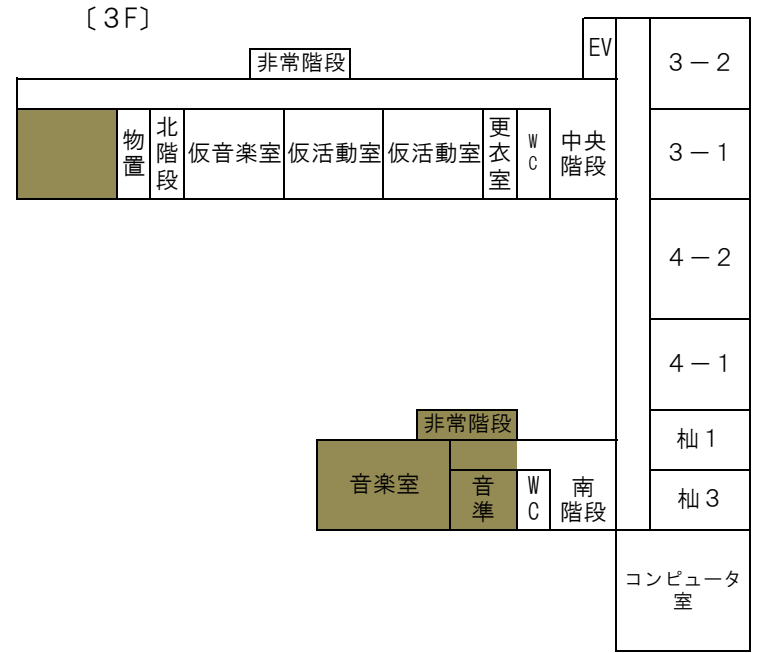 〔３F〕
非常階段
EV
３－２
物
置
北
階
段
仮音楽室
仮活動室
仮活動室
更
衣
室
W
C
中央
階段
３－１
４－２
４－１
非常階段
杣１
音楽室
音
準
W
C
南
階段
杣３
コンピュータ
室